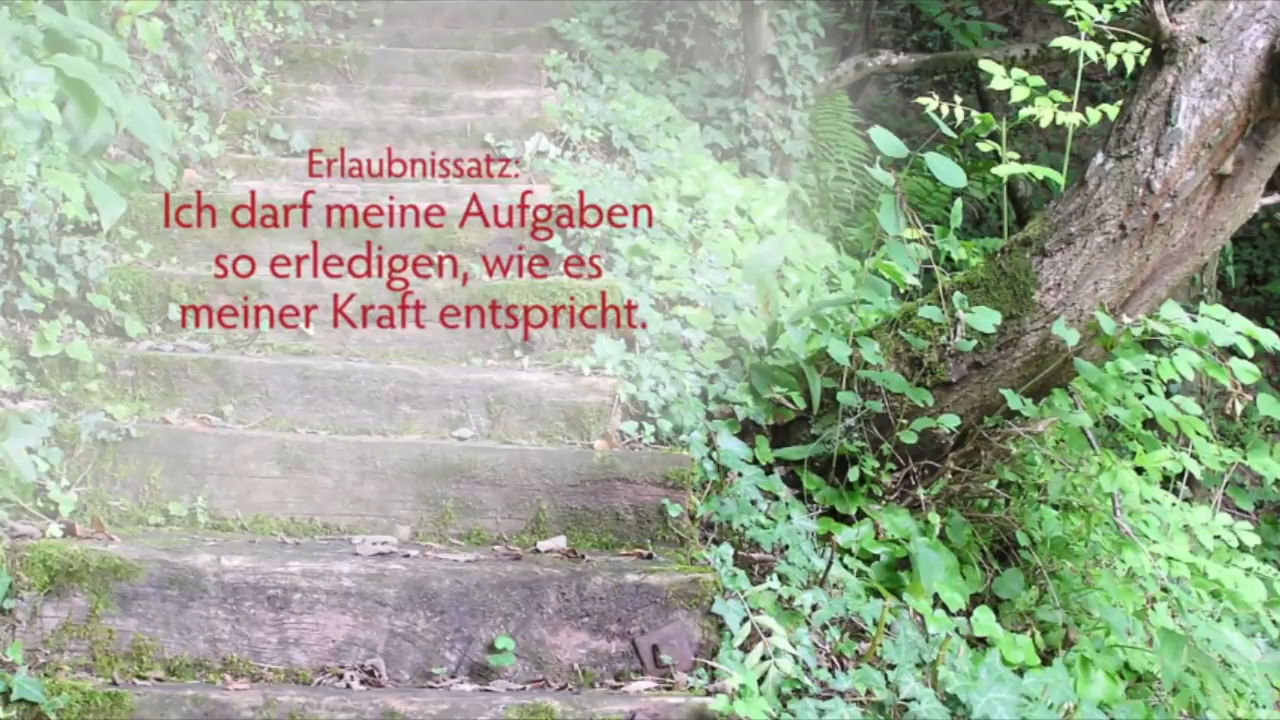 Erlaubnissatz:
Ich darf meine Aufgaben
so erledigen, wie es
meiner Kraft entspricht.